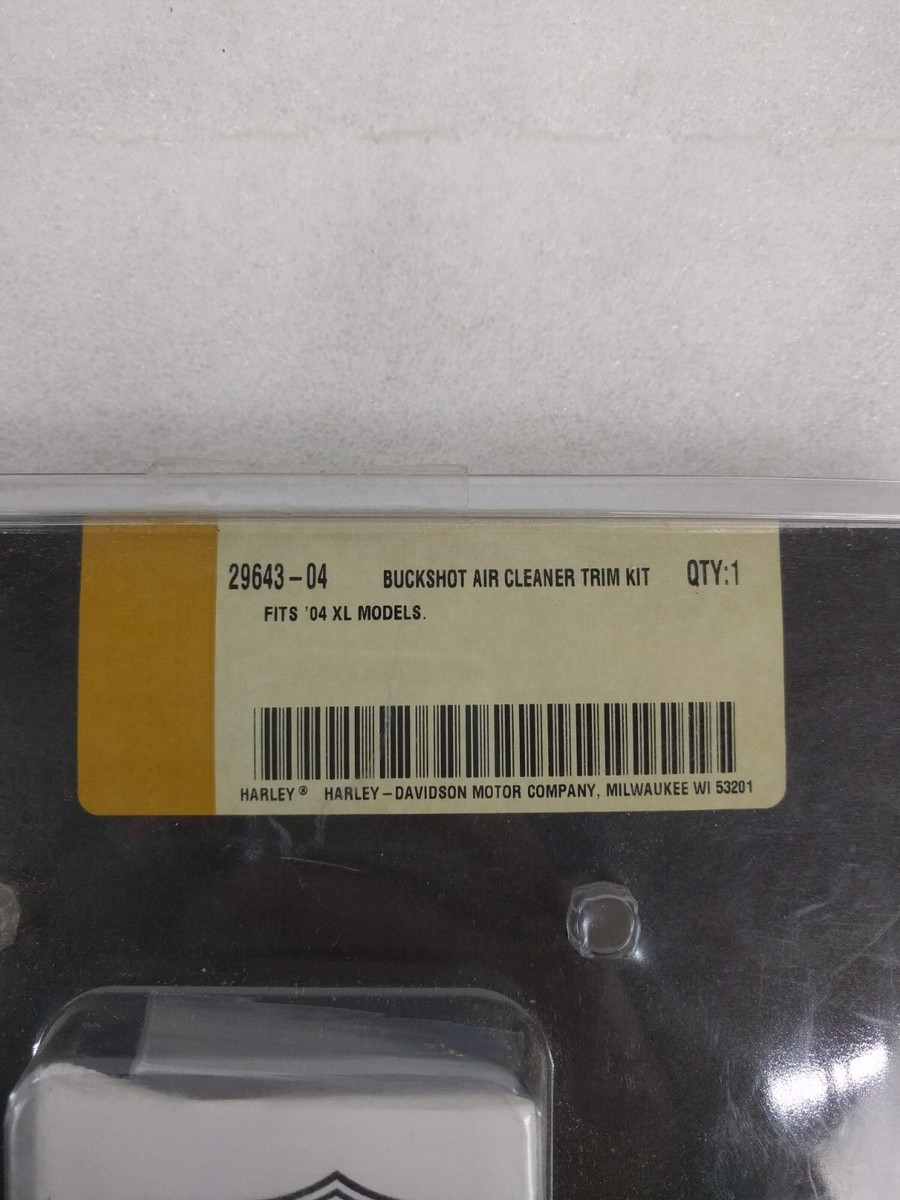 29643-04 BUCKSHOT AIR CLEANER TRIM KIT QTY:1
FITS '04 XL MODELS.
HARLEY® HARLEY-DAVIDSON MOTOR COMPANY, MILWAUKEE WI 53201